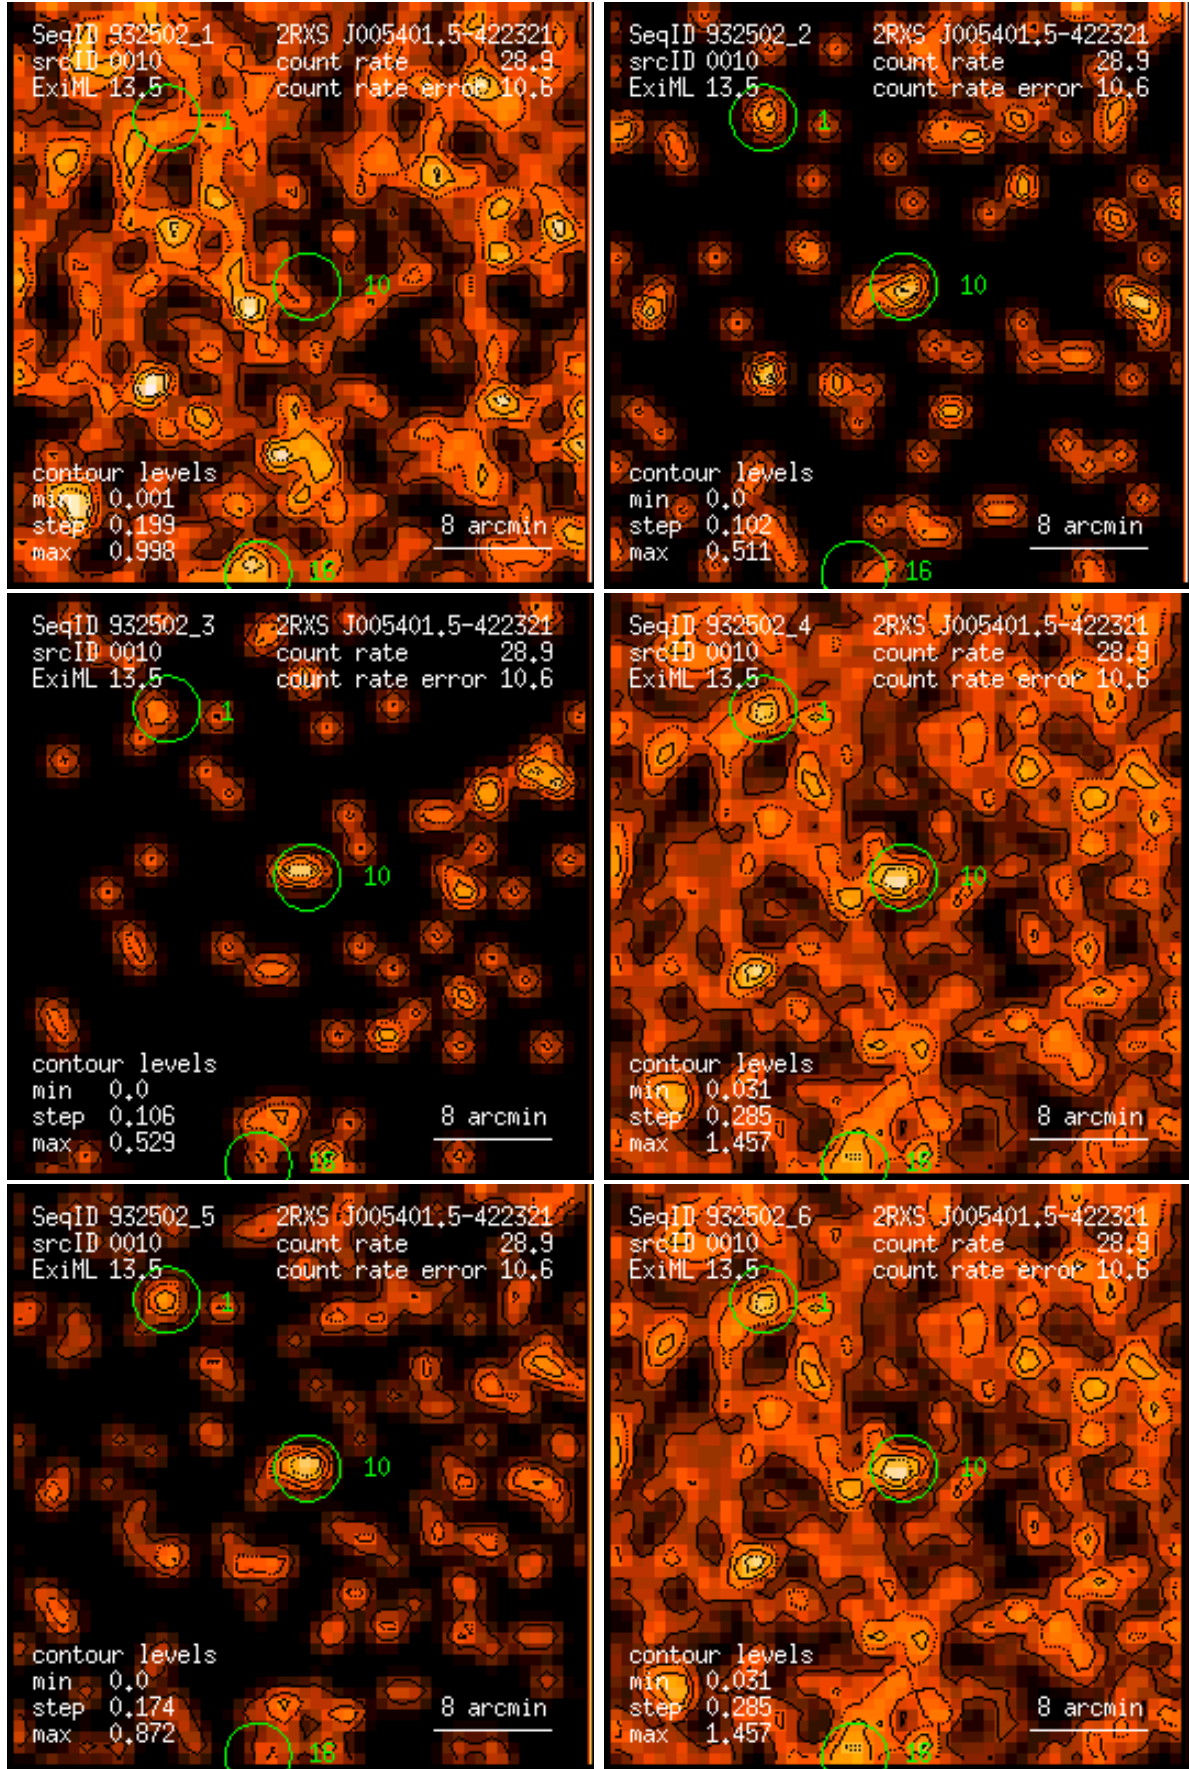 SeqID 932502_1 2RXS J005401.5-422321
srcID 0010 count rate 28.9
ExiML 13.5 count rate error 10.6
1
10
contour levels
min 0.001
step 0.199 8 arcmin
max 0.998
16
SeqID 932502_2 2RXS J005401.5-422321
srcID 0010 count rate 28.9
ExiML 13.5 count rate error 10.6
1
10
contour levels
min 0.0
step 0.102 8 arcmin
max 0.511
16
SeqID 932502_3 2RXS J005401.5-422321
srcID 0010 count rate 28.9
ExiML 13.5 count rate error 10.6
1
10
contour levels
min 0.0
step 0.106 8 arcmin
max 0.529
16
SeqID 932502_4 2RXS J005401.5-422321
srcID 0010 count rate 28.9
ExiML 13.5 count rate error 10.6
1
10
contour levels
min 0.031
step 0.285 8 arcmin
max 1.457
16
SeqID 932502_5 2RXS J005401.5-422321
srcID 0010 count rate 28.9
ExiML 13.5 count rate error 10.6
1
10
contour levels
min 0.0
step 0.174 8 arcmin
max 0.872
16
SeqID 932502_6 2RXS J005401.5-422321
srcID 0010 count rate 28.9
ExiML 13.5 count rate error 10.6
1
10
contour levels
min 0.031
step 0.285 8 arcmin
max 1.457
16